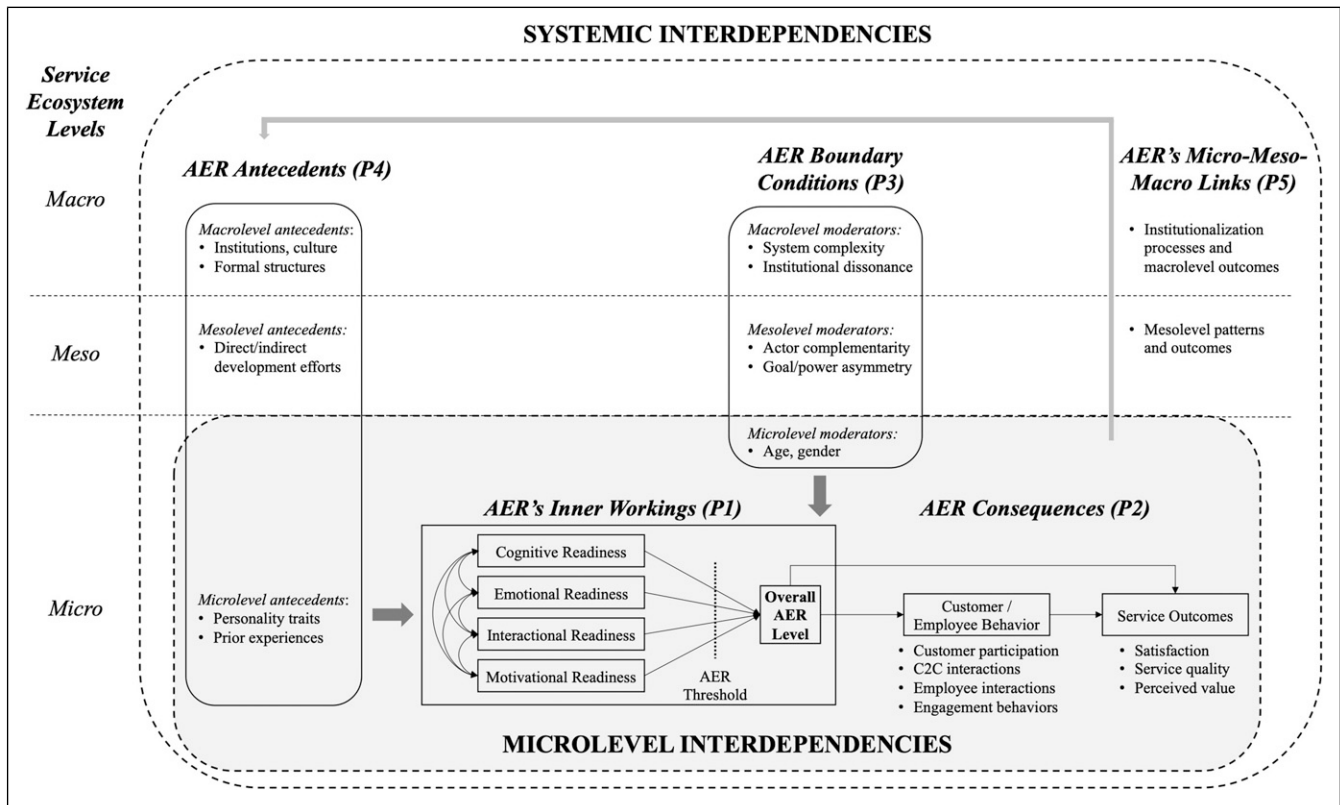 SYSTEMIC INTERDEPENDENCIES
Service
Ecosystem
Levels
Macro
Meso
Micro
AER Antecedents (P4)
Macrolevel antecedents:
• Institutions, culture
• Formal structures
Mesolevel antecedents:
• Direct/indirect
development efforts
Microlevel antecedents:
• Personality traits
• Prior experiences
AER Boundary
Conditions (P3)
Macrolevel moderators:
• System complexity
• Institutional dissonance
Mesolevel moderators:
• Actor complementarity
• Goal/power asymmetry
Microlevel moderators:
• Age, gender
AER's Micro-Meso-
Macro Links (P5)
• Institutionalization
processes and
macrolevel outcomes
• Mesolevel patterns
and outcomes
AER's Inner Workings (P1)
Cognitive Readiness
Emotional Readiness
Interactional Readiness
Motivational Readiness
AER
Threshold
Overall
AER
Level
AER Consequences (P2)
Customer /
Employee Behavior
• Customer participation
• C2C interactions
• Employee interactions
• Engagement behaviors
Service Outcomes
• Satisfaction
• Service quality
• Perceived value
MICROLEVEL INTERDEPENDENCIES